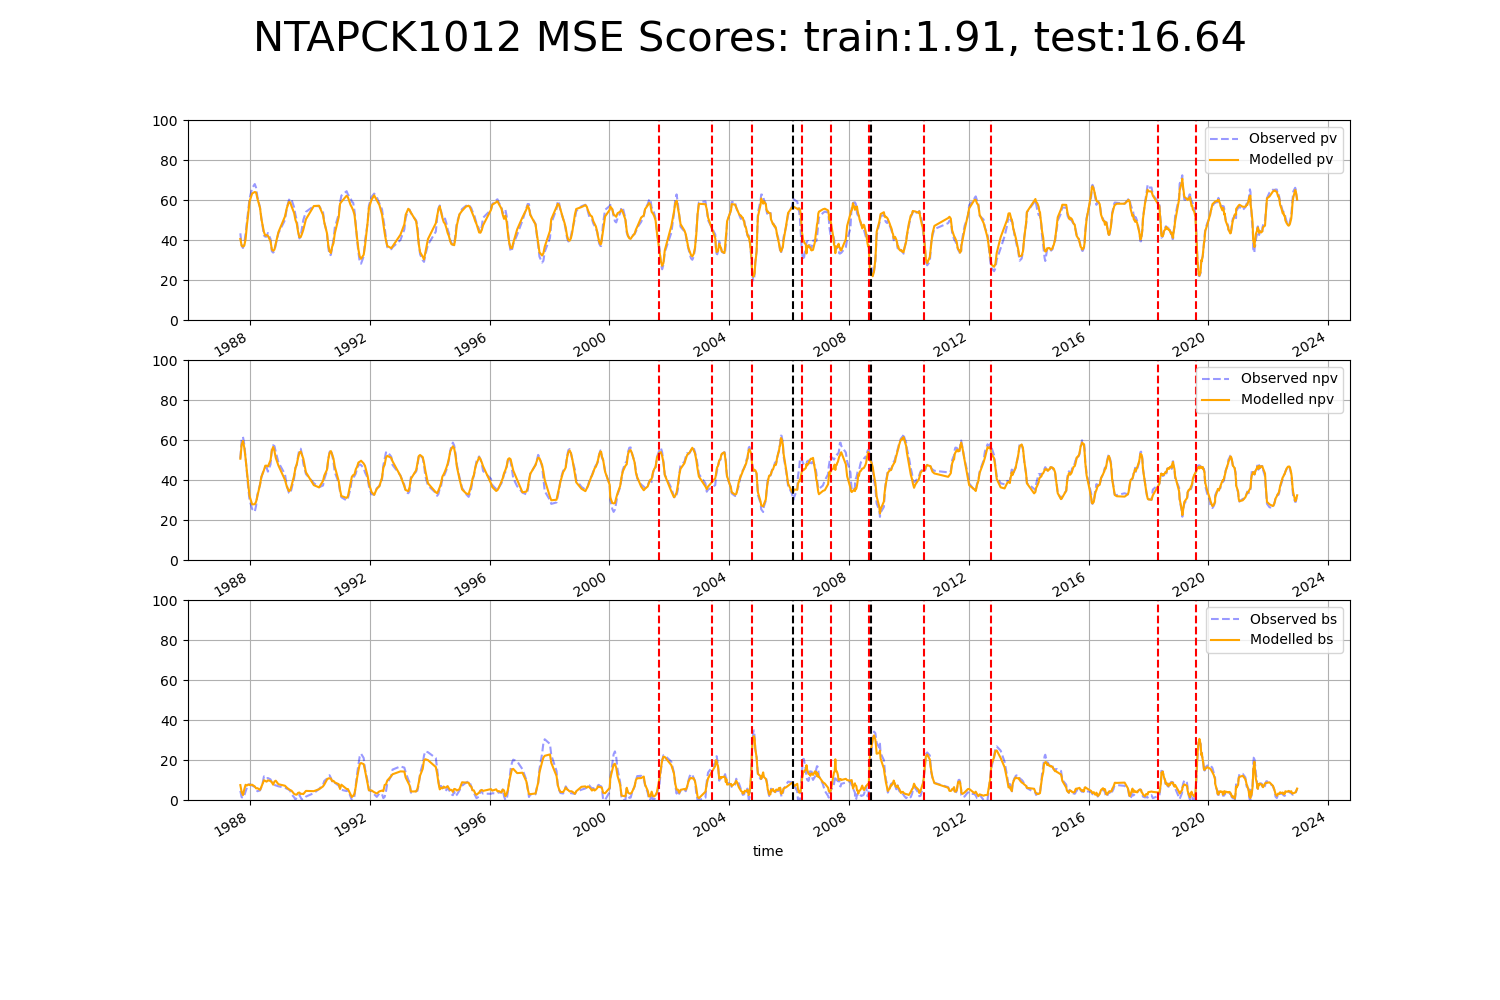 NTAPCK1012 MSE Scores: train:1.91, test:16.64
100
80
60
40
20
0
Observed pv
Modelled pv
1988 1992 1996 2000 2004 2008 2012 2016 2020 2024
100
80
60
40
20
0
Observed npv
Modelled npv
1988 1992 1996 2000 2004 2008 2012 2016 2020 2024
100
80
60
40
20
0
Observed bs
Modelled bs
1988 1992 1996 2000 2004 2008 2012 2016 2020 2024
time